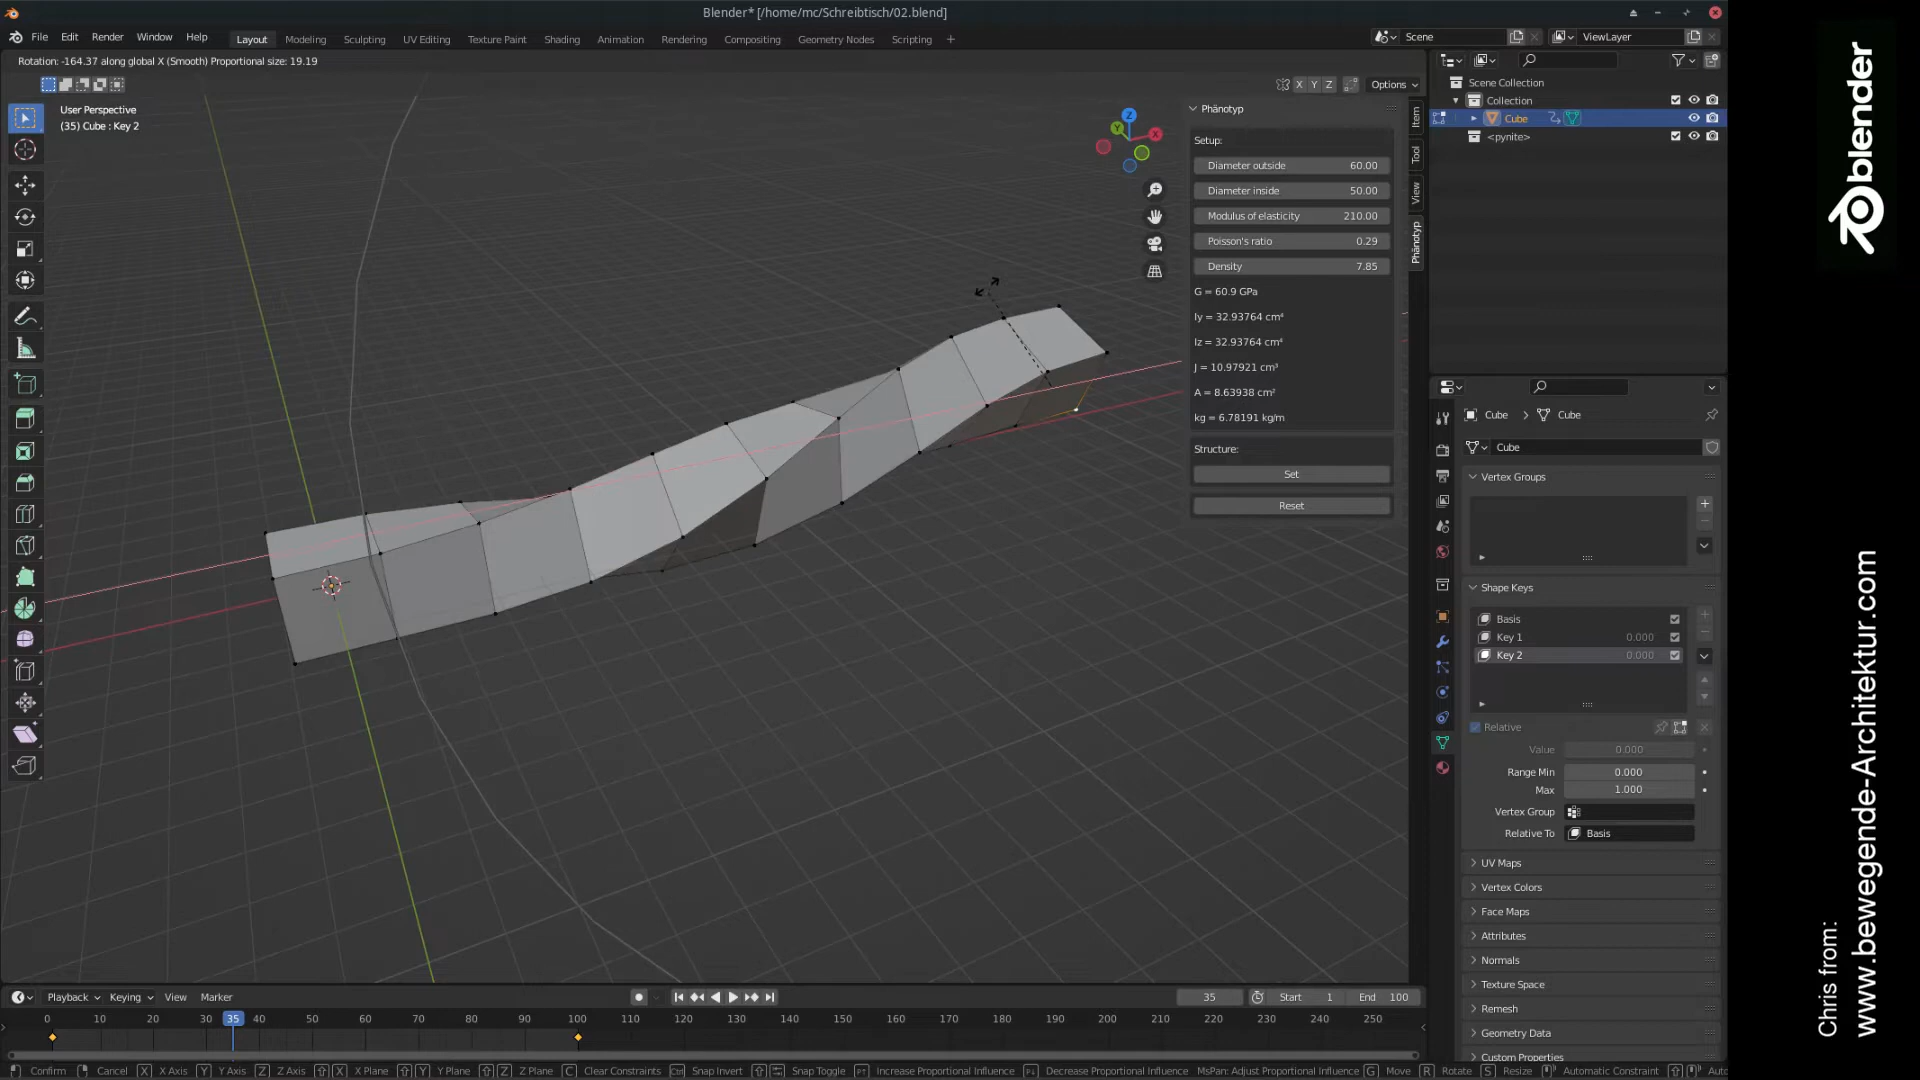 Blender* [/home/mc/Schreibtisch/02.blend]
File Edit Render Window Help
Layout Modeling Sculpting UV Editing Texture Paint Shading Animation Rendering Compositing Geometry Nodes Scripting +
Scene
ViewLayer
Rotation: -164.37 along global X (Smooth) Proportional size: 19.19
X Y Z
Options
User Perspective
(35) Cube : Key 2
Z
Y
X
Phänotyp
Setup:
Diameter outside 60.00
Diameter inside 50.00
Modulus of elasticity 210.00
Poisson's ratio 0.29
Density 7.85
G = 60.9 GPa
Iy = 32.93764 cm⁴
Iz = 32.93764 cm⁴
J = 10.97921 cm³
A = 8.63938 cm²
kg = 6.78191 kg/m
Structure:
Set
Reset
Item
Tool
View
Phänotyp
Scene Collection
Collection
Cube
<pynite>
Cube > Cube
Cube
Vertex Groups
Shape Keys
Basis
Key 1 0.000
Key 2 0.000
Relative
Value 0.000
Range Min 0.000
Max 1.000
Vertex Group
Relative To Basis
UV Maps
Vertex Colors
Face Maps
Attributes
Normals
Texture Space
Remesh
Geometry Data
Custom Properties
Playback Keying View Marker
35
Start 1
End 100
0 10 20 30 35 40 50 60 70 80 90 100 110 120 130 140 150 160 170 180 190 200 210 220 230 240 250
Confirm Cancel X X Axis Y Y Axis Z Z Axis X X Plane Y Y Plane Z Z Plane C Clear Constraints Ctrl Snap Invert Snap Toggle Increase Proportional Influence Decrease Proportional Influence MsPan: Adjust Proportional Influence G Move R Rotate S Resize Automatic Constraint
blender
Chris from:
www.bewegende-Architektur.com